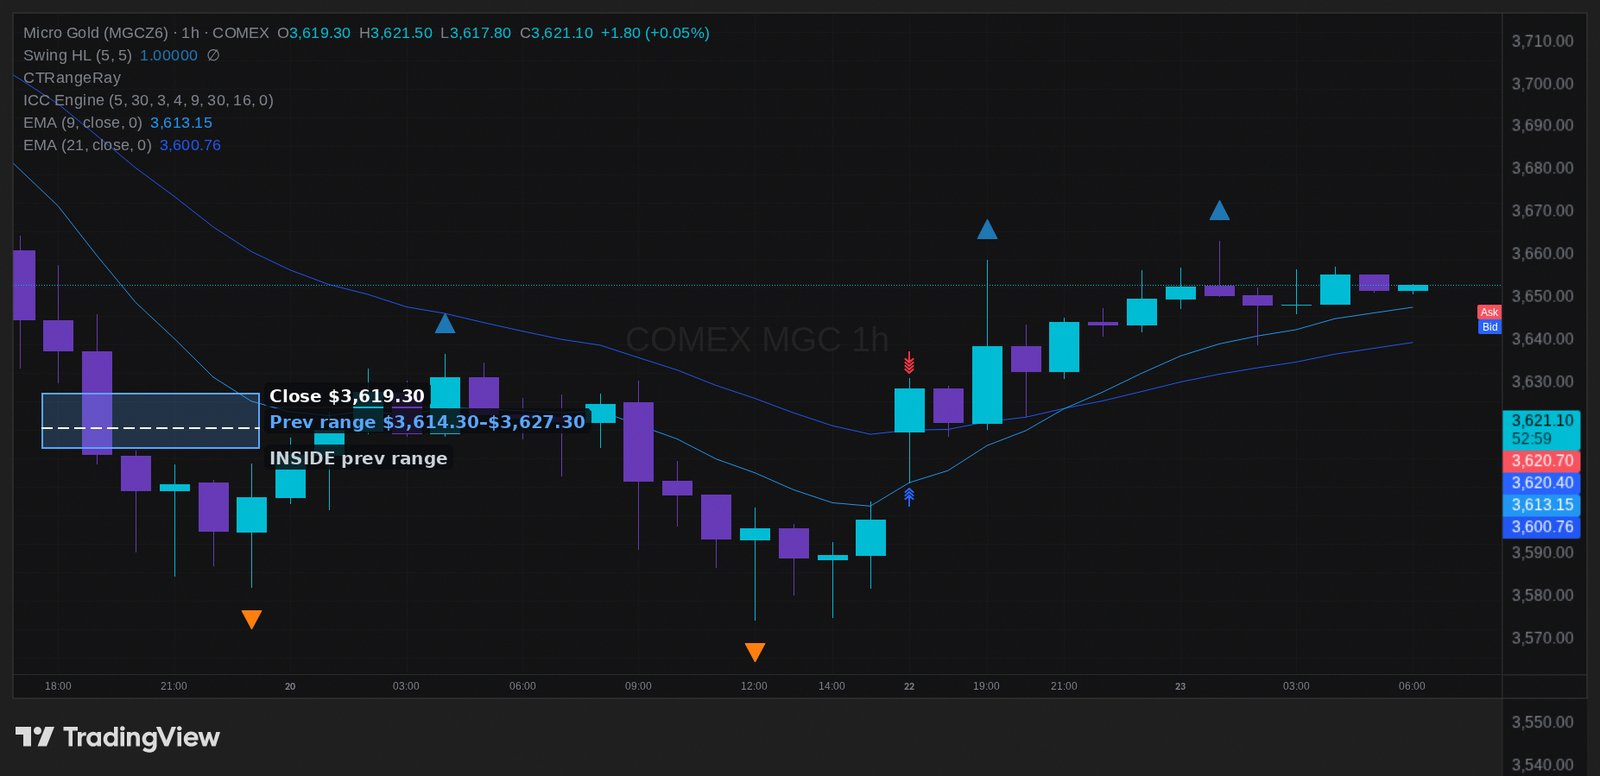 Micro Gold (MGCZ6) · 1h · COMEX O3,619.30 H3,621.50 L3,617.80 C3,621.10 +1.80 (+0.05%)
Swing HL (5, 5) 1.00000 ∅
CTRangeRay
ICC Engine (5, 30, 3, 4, 9, 30, 16, 0)
EMA (9, close, 0) 3,613.15
EMA (21, close, 0) 3,600.76
COMEX MGC 1h
Close $3,619.30
Prev range $3,614.30–$3,627.30
INSIDE prev range
3,710.00
3,700.00
3,690.00
3,680.00
3,670.00
3,660.00
3,650.00
Ask
Bid
3,640.00
3,630.00
3,621.10
52:59
3,620.70
3,620.40
3,613.15
3,600.76
3,590.00
3,580.00
3,570.00
3,550.00
3,540.00
18:00 21:00 20 03:00 06:00 09:00 12:00 14:00 22 19:00 21:00 23 03:00 06:00
TradingView